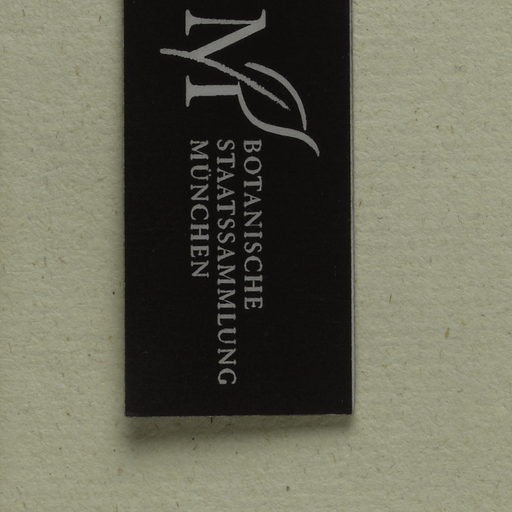 M
BOTANISCHE
STAATSSAMMLUNG
MÜNCHEN